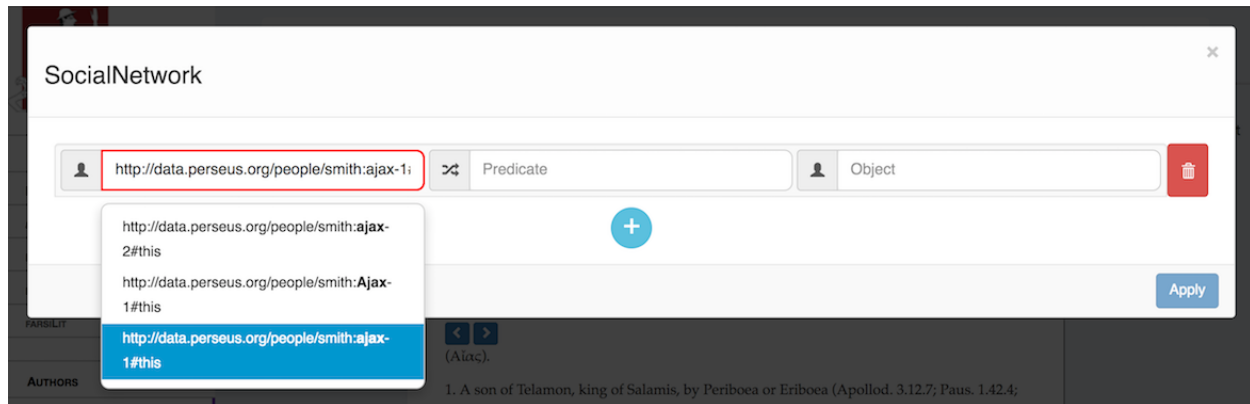 ×
SocialNetwork
http://data.perseus.org/people/smith:ajax-1
Predicate
Object
http://data.perseus.org/people/smith:ajax-
2#this
http://data.perseus.org/people/smith:Ajax-
1#this
http://data.perseus.org/people/smith:ajax-
1#this
+
Apply
FARSILIT
(Αἴας).
AUTHORS
1. A son of Telamon, king of Salamis, by Periboea or Eriboea (Apollod. 3.12.7; Paus. 1.42.4;